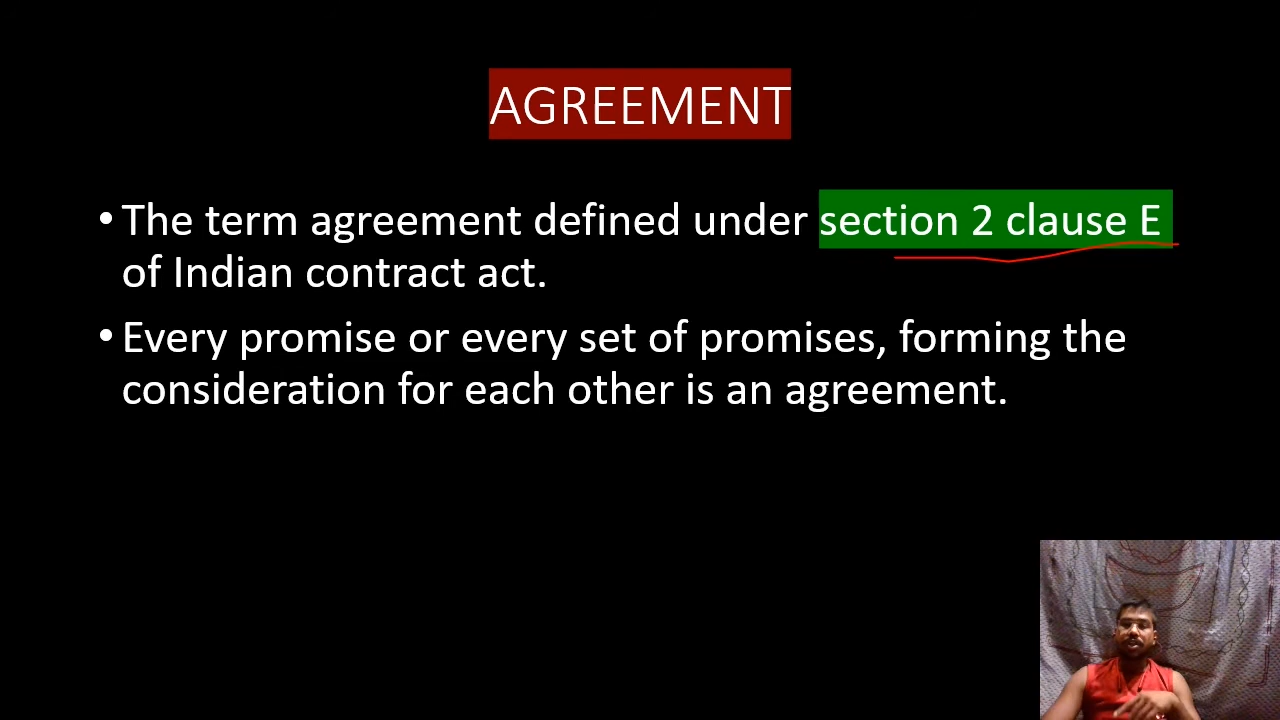 AGREEMENT
• The term agreement defined under section 2 clause E
of Indian contract act.
• Every promise or every set of promises, forming the
consideration for each other is an agreement.